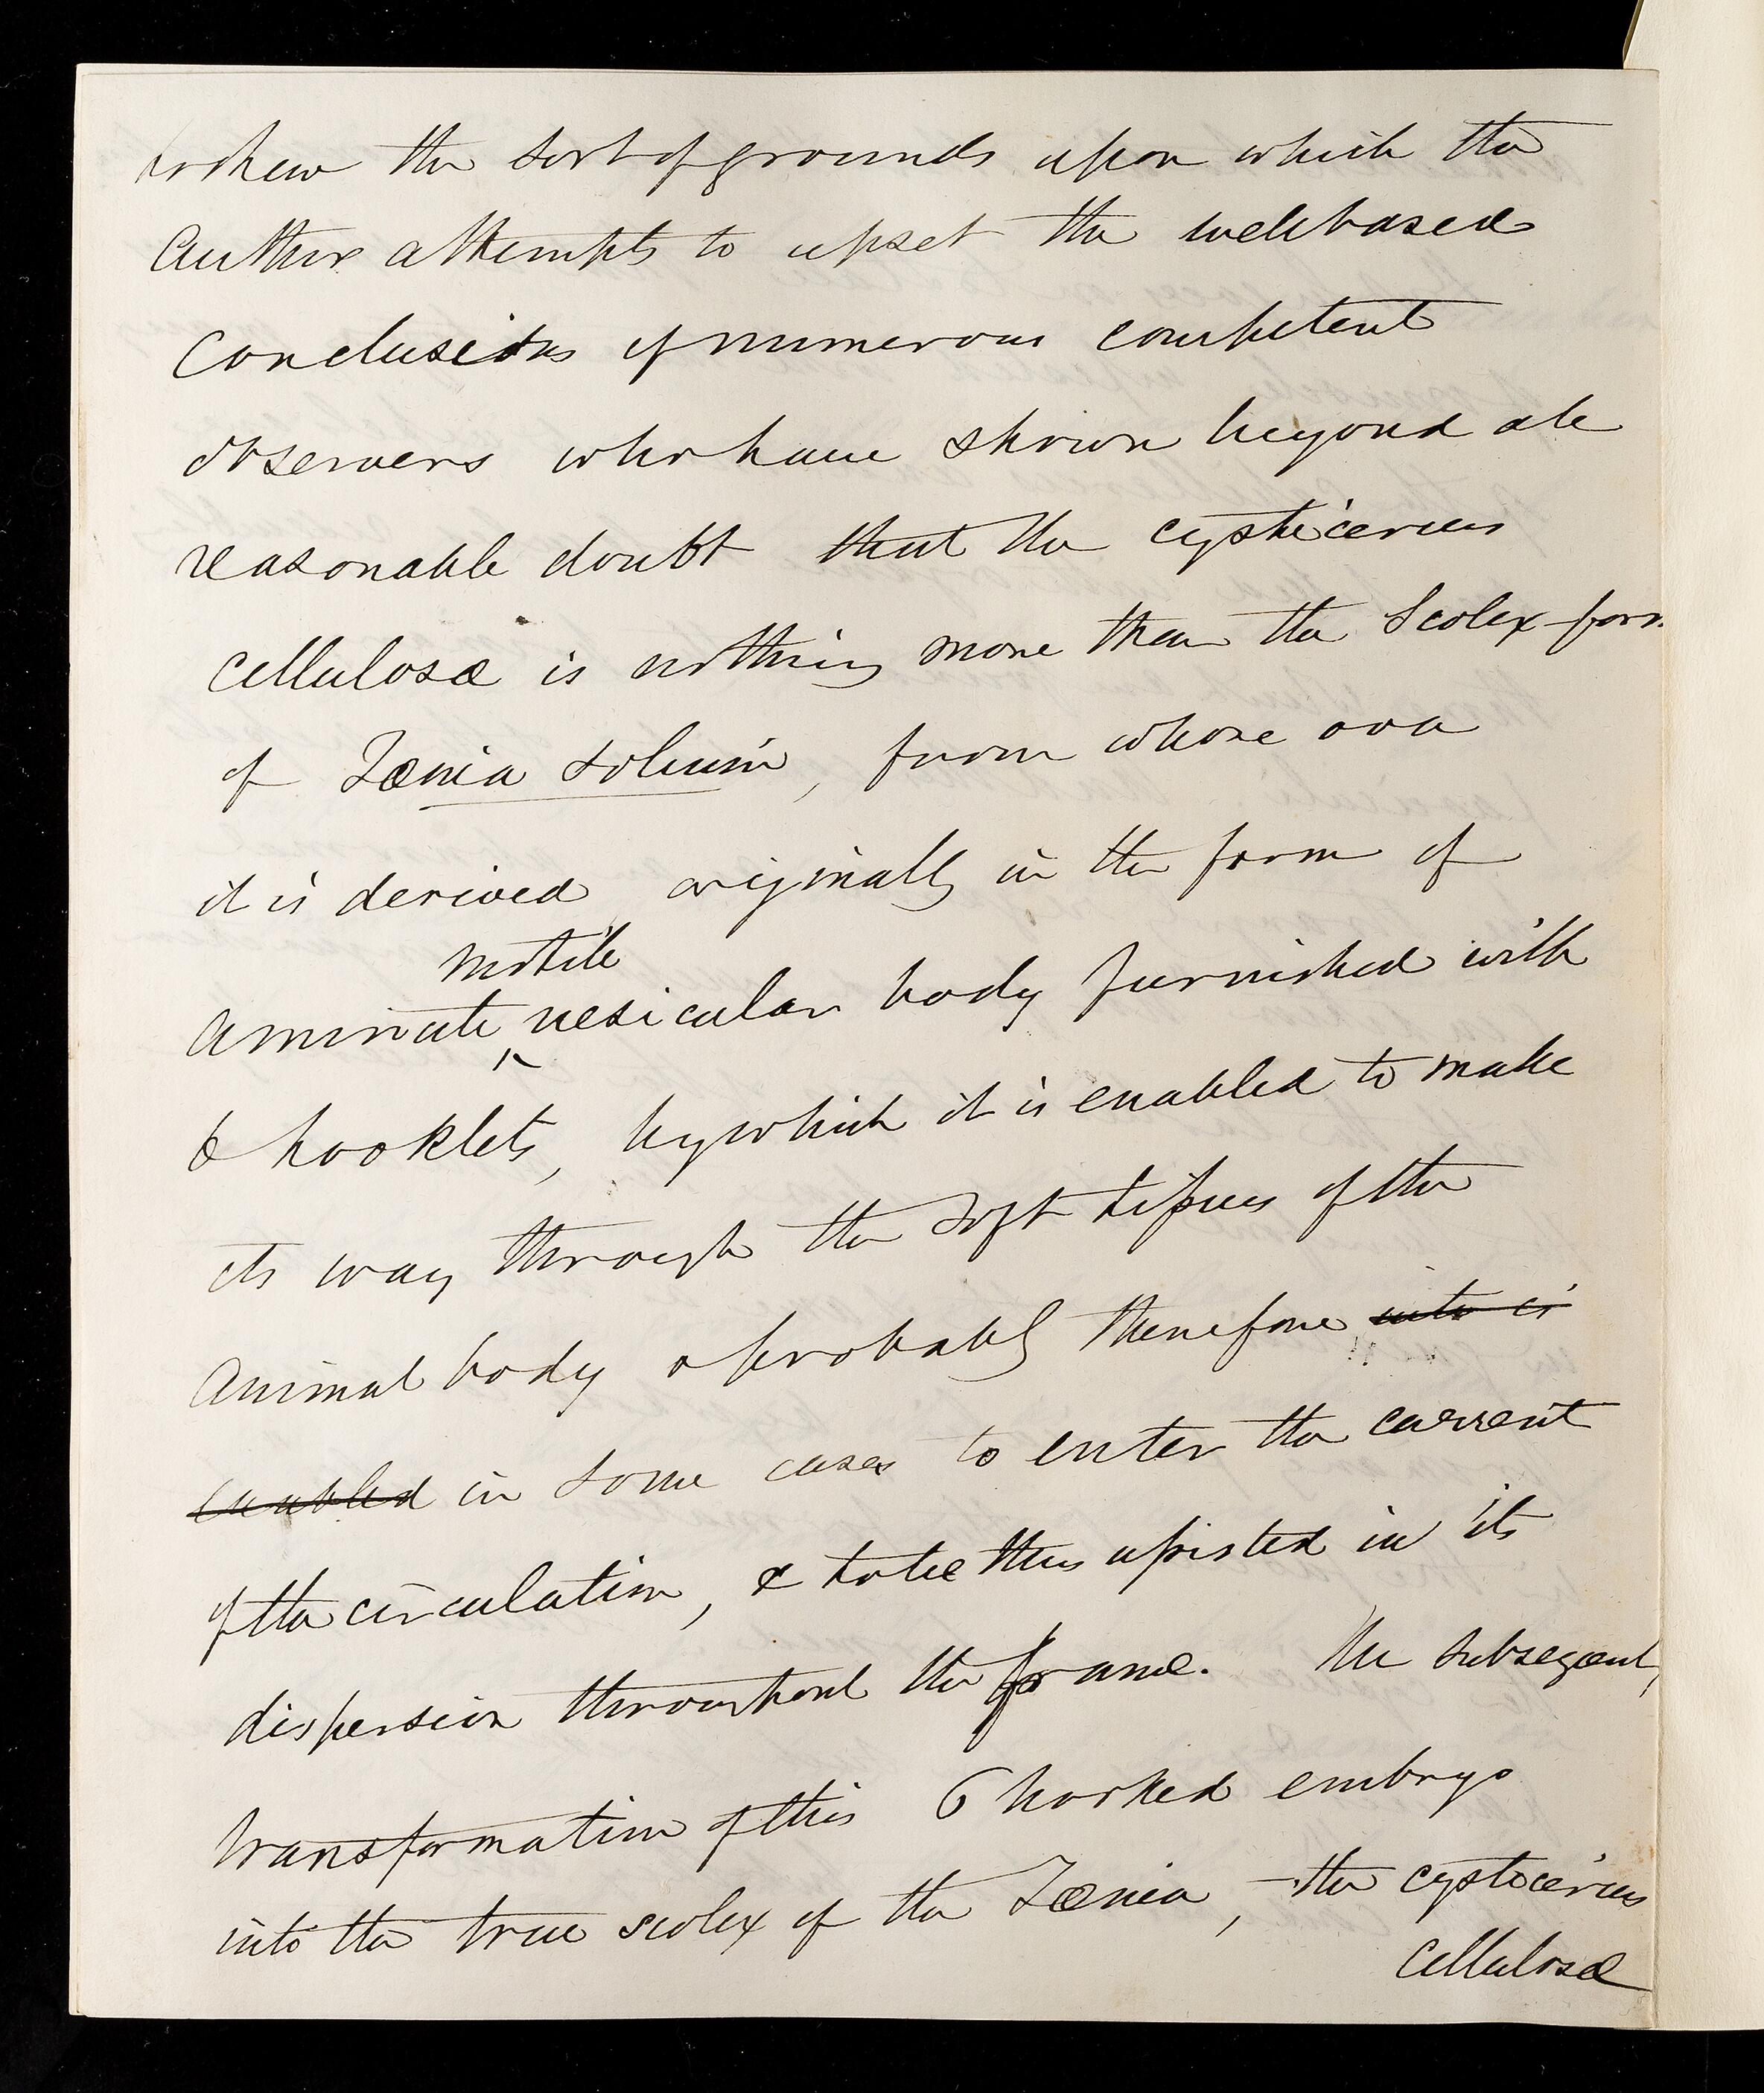 to shew the sort of grounds upon which the
Author attempts to upset the well based
Conclusions of numerous competent
observers who have shown beyond all
reasonable doubt that the cysticercus
cellulosæ is nothing more than the Scolex-form
of Tænia solium, from whose ova
it is derived originally in the form of
motile
a minute vesicular body furnished with
6 hooklets, by which it is enabled to make
its way through the soft tissues of the
Animal body & probably therefore into is
enabled in some cases to enter the current
of the circulation, & to be thus assisted in its
dispersion throughout the frame. The subsequent,
transformation of this 6 hooked embryo
into the true scolex of the Tænia, - the cysticercus
Cellulosæ